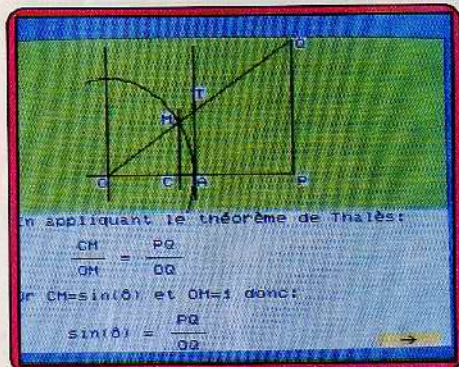 Q
T
M
O C A P
n appliquant le théorème de Thalès:
CM PQ
— = —
OM OQ
r CM=sin(ô) et OM=1 donc:
PQ
sin(ô) = —
OQ
→